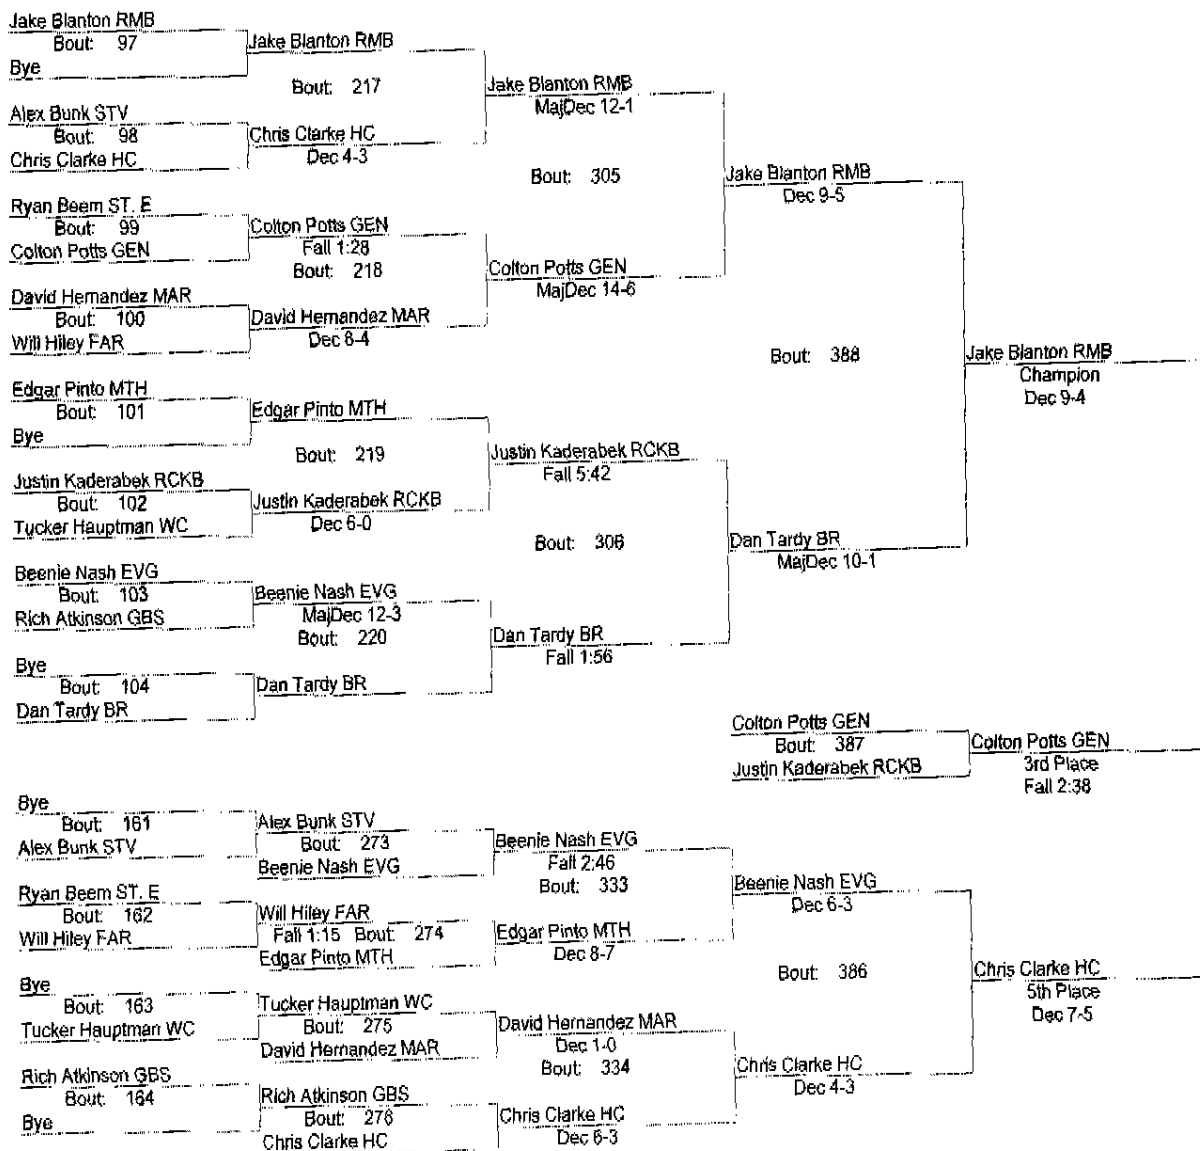 Jake Blanton RMB
Bout: 97
Bye
Jake Blanton RMB
Bout: 217
Alex Bunk STV
Bout: 98
Chris Clarke HC
Chris Clarke HC
Dec 4-3
Jake Blanton RMB
MajDec 12-1
Bout: 305
Ryan Beem ST. E
Bout: 99
Colton Potts GEN
Colton Potts GEN
Fall 1:28
Bout: 218
David Hernandez MAR
Bout: 100
Will Hiley FAR
David Hernandez MAR
Dec 8-4
Colton Potts GEN
MajDec 14-6
Jake Blanton RMB
Dec 9-5
Bout: 388
Edgar Pinto MTH
Bout: 101
Bye
Edgar Pinto MTH
Bout: 219
Justin Kaderabek RCKB
Bout: 102
Tucker Hauptman WC
Justin Kaderabek RCKB
Dec 6-0
Justin Kaderabek RCKB
Fall 5:42
Bout: 306
Beenie Nash EVG
Bout: 103
Rich Atkinson GBS
Beenie Nash EVG
MajDec 12-3
Bout: 220
Bye
Bout: 104
Dan Tardy BR
Dan Tardy BR
Dan Tardy BR
Fall 1:56
Dan Tardy BR
MajDec 10-1
Jake Blanton RMB
Champion
Dec 9-4
Colton Potts GEN
Bout: 387
Justin Kaderabek RCKB
Colton Potts GEN
3rd Place
Fall 2:38
Bye
Bout: 161
Alex Bunk STV
Alex Bunk STV
Bout: 273
Beenie Nash EVG
Beenie Nash EVG
Fall 2:46
Bout: 333
Ryan Beem ST. E
Bout: 162
Will Hiley FAR
Will Hiley FAR
Fall 1:15 Bout: 274
Edgar Pinto MTH
Edgar Pinto MTH
Dec 8-7
Beenie Nash EVG
Dec 6-3
Bout: 386
Bye
Bout: 163
Tucker Hauptman WC
Tucker Hauptman WC
Bout: 275
David Hernandez MAR
David Hernandez MAR
Dec 1-0
Bout: 334
Rich Atkinson GBS
Bout: 164
Bye
Rich Atkinson GBS
Bout: 276
Chris Clarke HC
Chris Clarke HC
Dec 6-3
Chris Clarke HC
Dec 4-3
Chris Clarke HC
5th Place
Dec 7-5